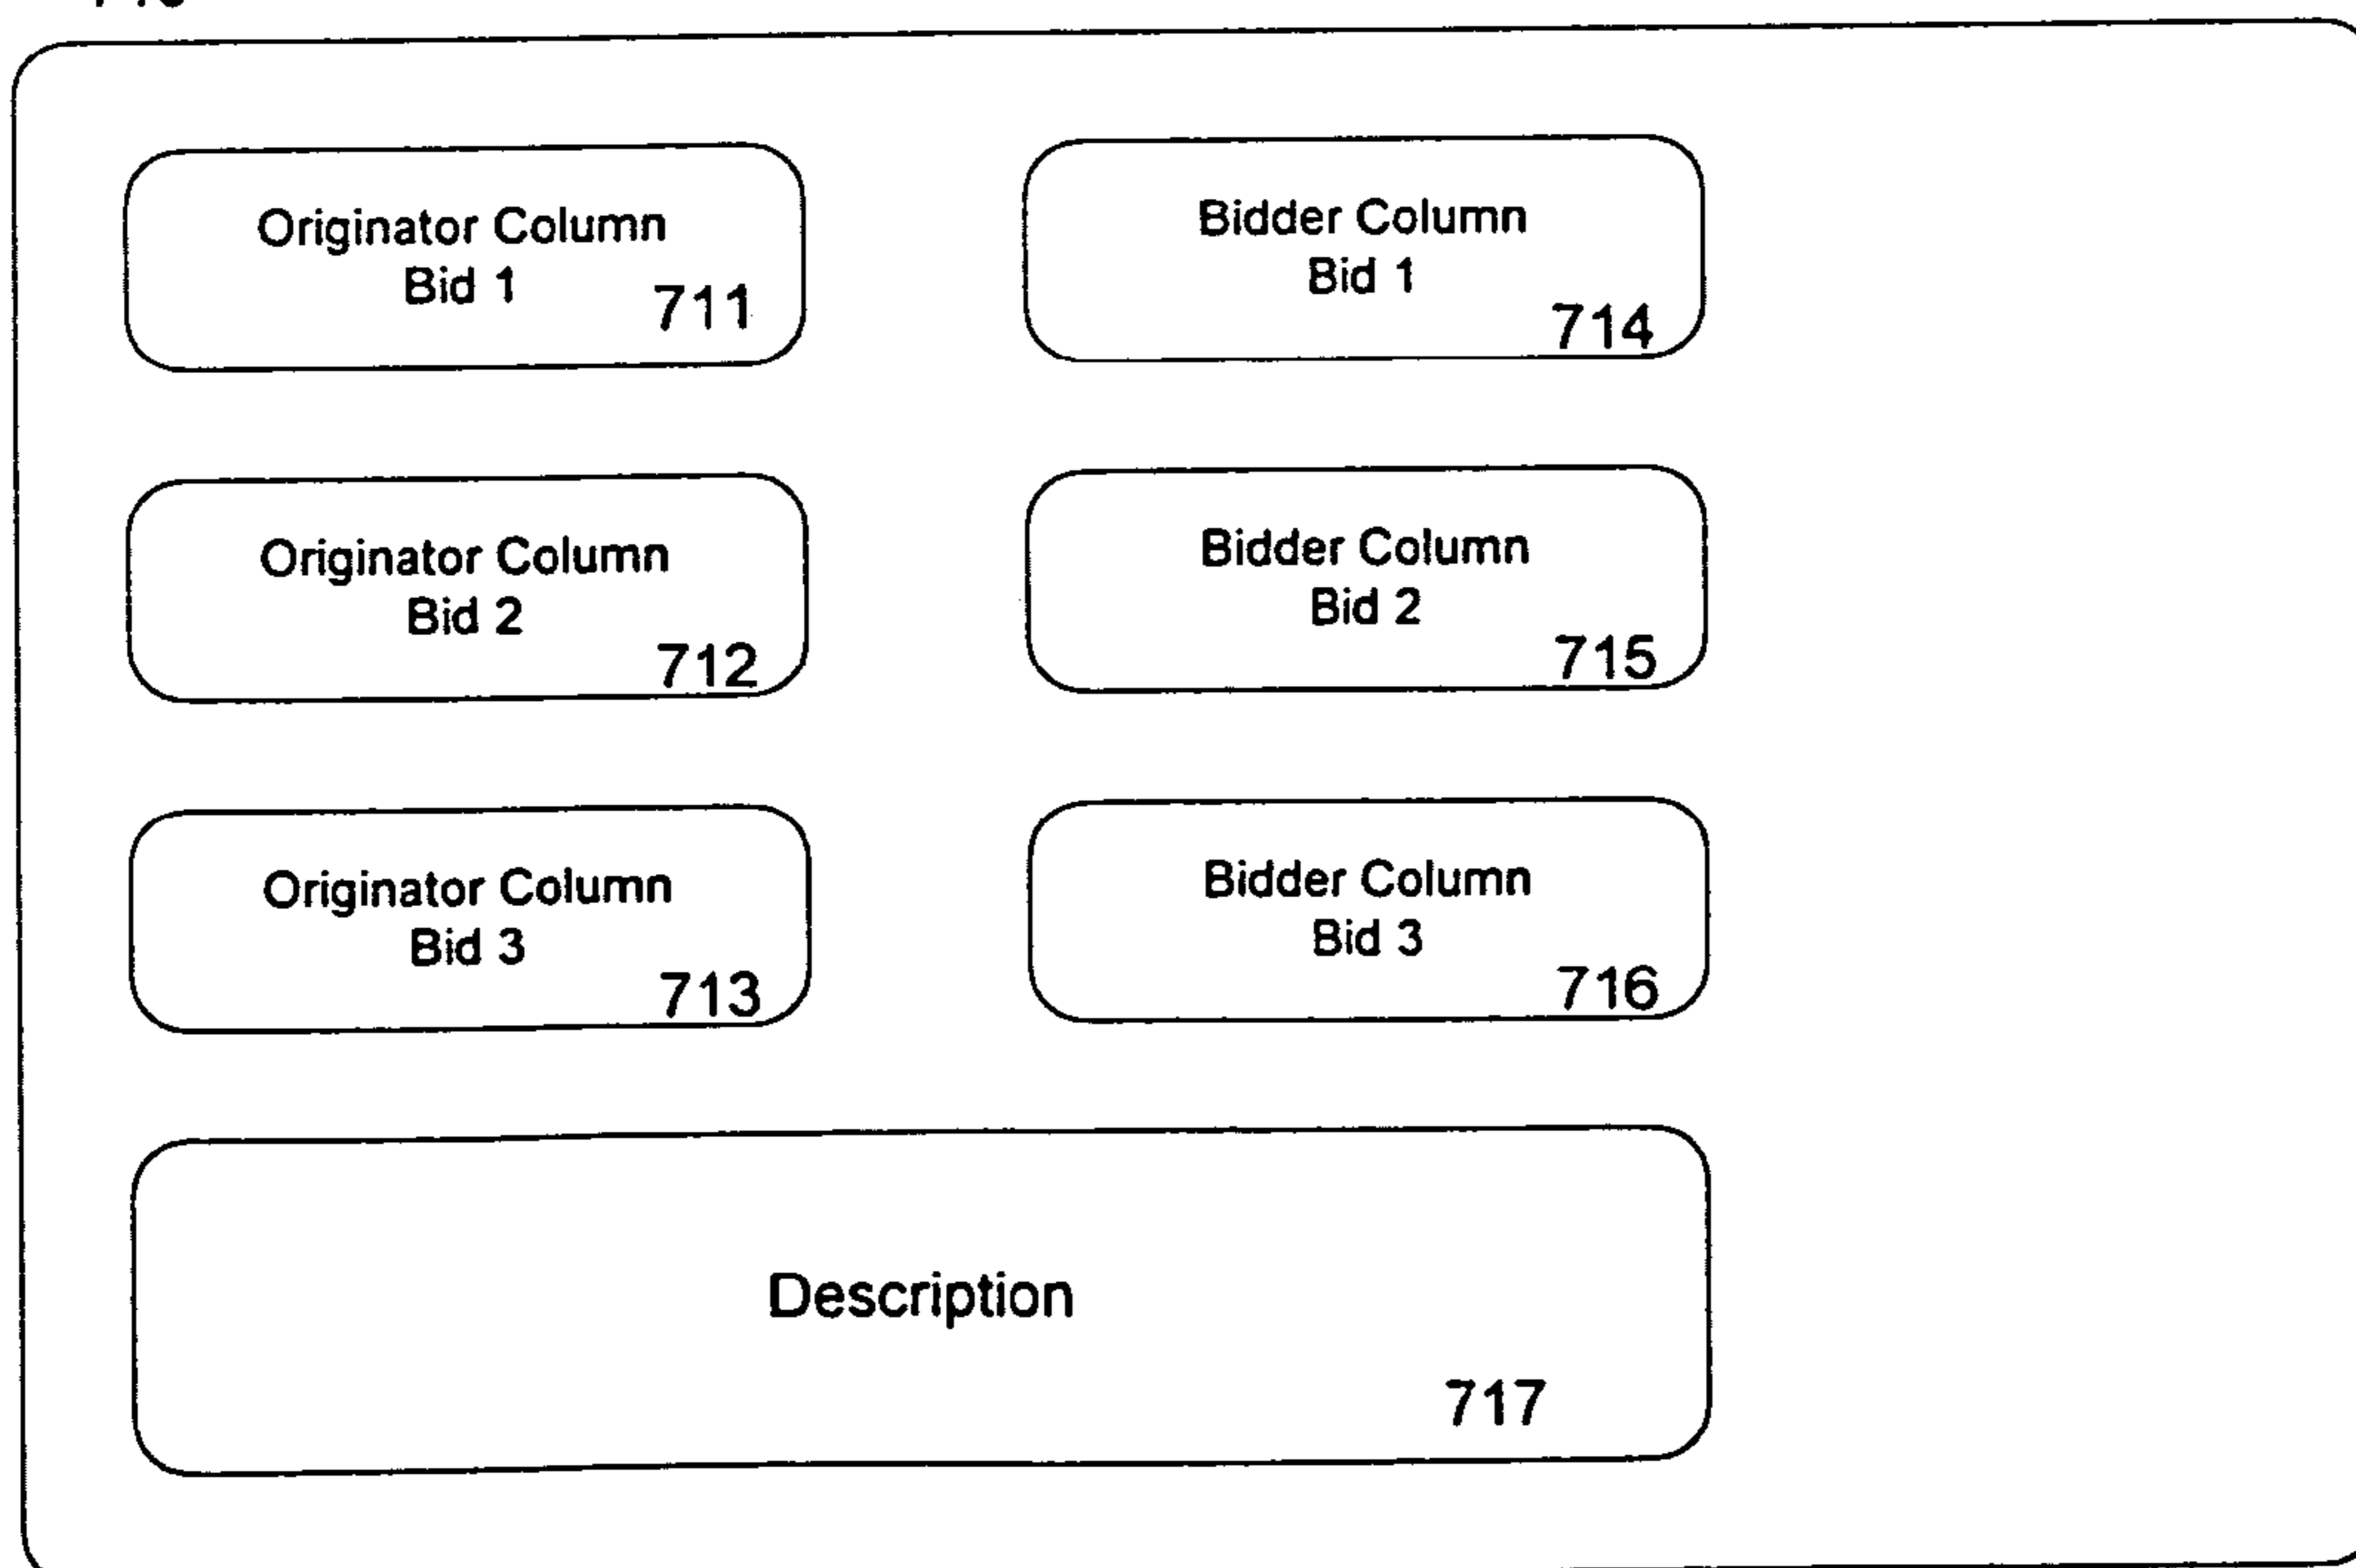 Originator Column
Bid 1
711
Bidder Column
Bid 1
714
Originator Column
Bid 2
712
Bidder Column
Bid 2
715
Originator Column
Bid 3
713
Bidder Column
Bid 3
716
Description
717